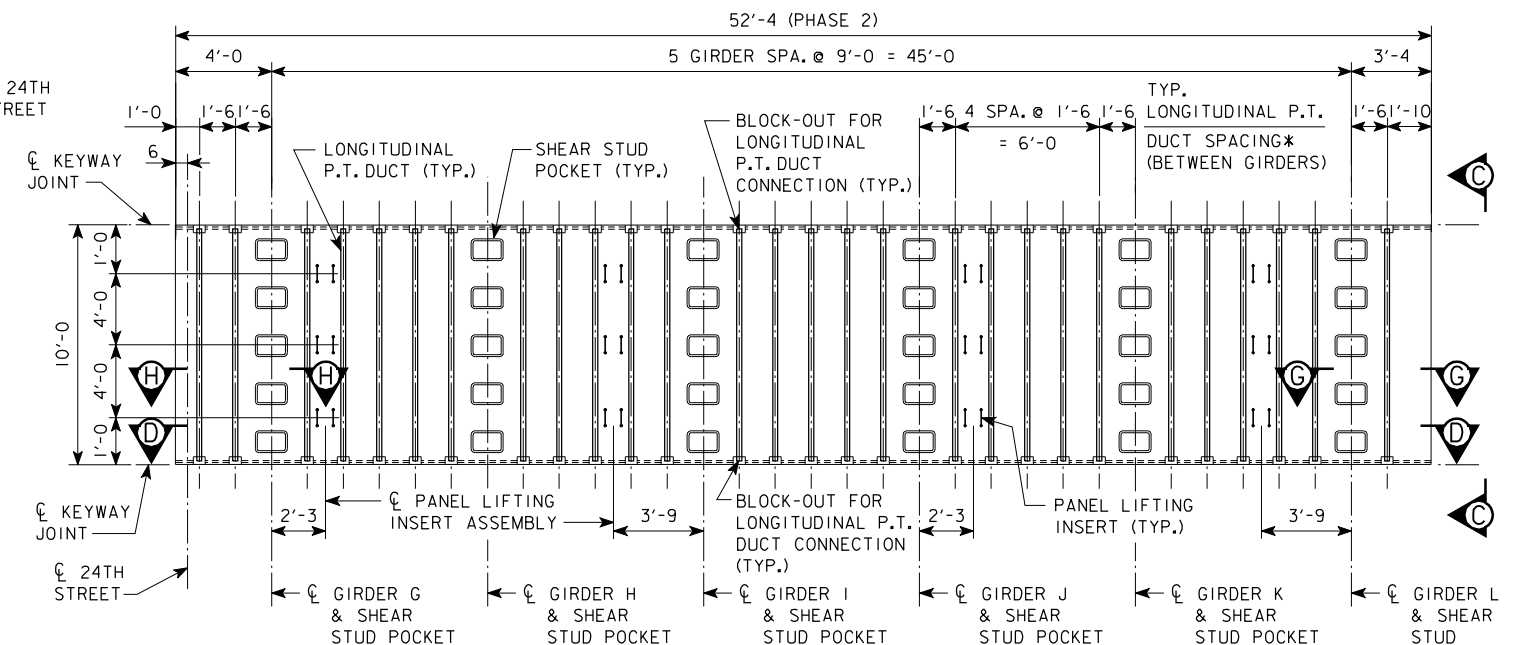 52'-4 (PHASE 2)
4'-0
5 GIRDER SPA. @ 9'-0 = 45'-0
3'-4
24TH
REET
1'-0
1'-6
1'-6
1'-6
4 SPA. @ 1'-6
= 6'-0
1'-6
TYP.
LONGITUDINAL P.T.
DUCT SPACING*
(BETWEEN GIRDERS)
1'-6
1'-10
6
℄ KEYWAY
JOINT
LONGITUDINAL
P.T. DUCT (TYP.)
SHEAR STUD
POCKET (TYP.)
BLOCK-OUT FOR
LONGITUDINAL
P.T. DUCT
CONNECTION (TYP.)
C
10'-0
1'-0
4'-0
4'-0
1'-0
H
H
G
G
D
D
℄ KEYWAY
JOINT
℄ PANEL LIFTING
INSERT ASSEMBLY
2'-3
3'-9
BLOCK-OUT FOR
LONGITUDINAL P.T.
DUCT CONNECTION
(TYP.)
2'-3
PANEL LIFTING
INSERT (TYP.)
3'-9
C
℄ 24TH
STREET
℄ GIRDER G
& SHEAR
STUD POCKET
℄ GIRDER H
& SHEAR
STUD POCKET
℄ GIRDER I
& SHEAR
STUD POCKET
℄ GIRDER J
& SHEAR
STUD POCKET
℄ GIRDER K
& SHEAR
STUD POCKET
℄ GIRDER L
& SHEAR
STUD